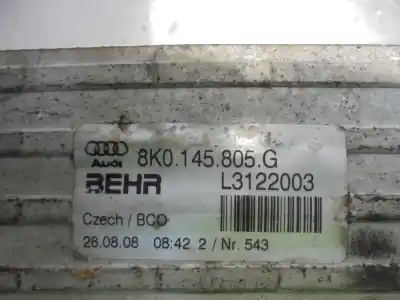 Audi 8K0.145.805.G
BEHR L3122003
Czech / BCO
28.08.08 08:42 2 / Nr. 543